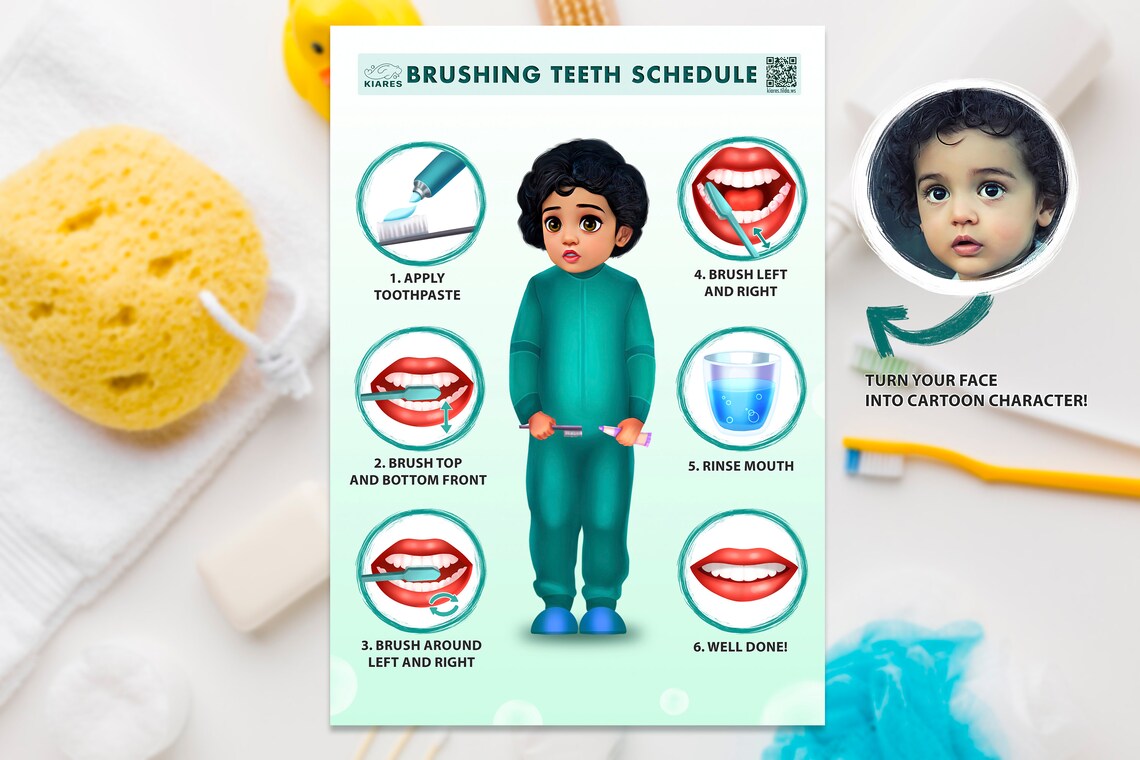 KIARES
BRUSHING TEETH SCHEDULE
kiares.tilda.ws
1. APPLY
TOOTHPASTE
2. BRUSH TOP
AND BOTTOM FRONT
3. BRUSH AROUND
LEFT AND RIGHT
4. BRUSH LEFT
AND RIGHT
5. RINSE MOUTH
6. WELL DONE!
TURN YOUR FACE
INTO CARTOON CHARACTER!